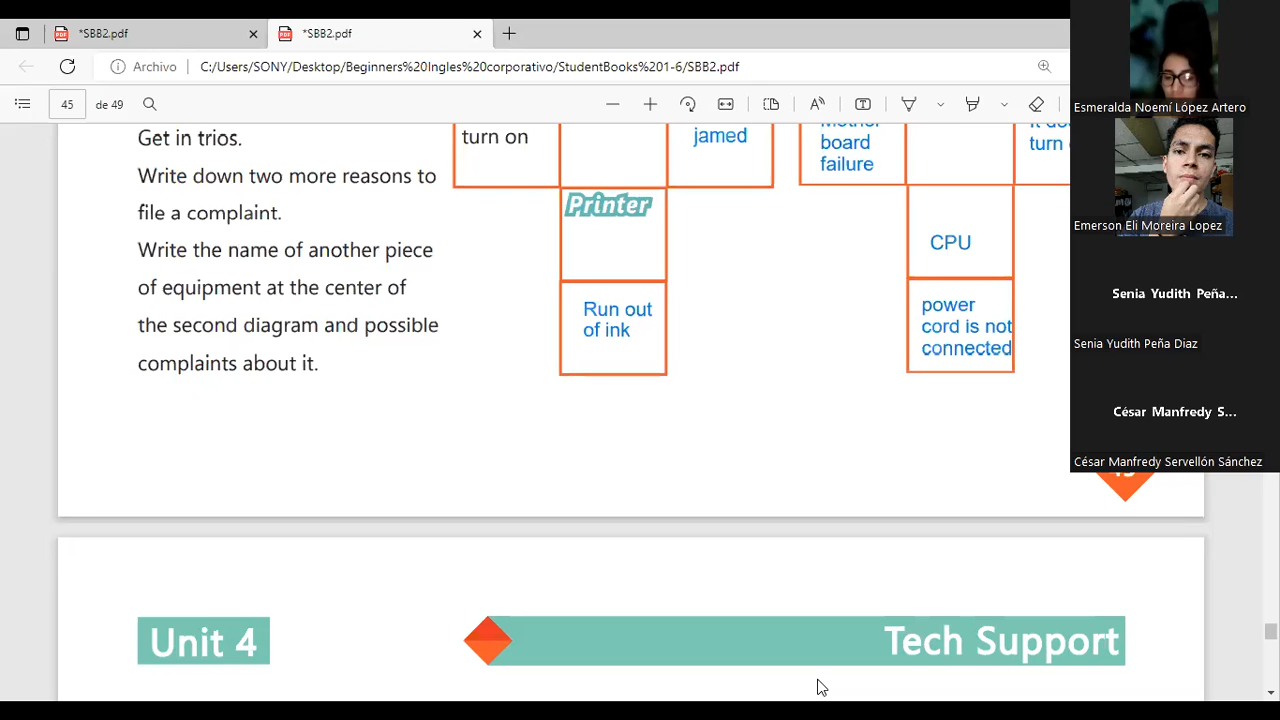 *SBB2.pdf
*SBB2.pdf
Archivo
C:/Users/SONY/Desktop/Beginners%20Ingles%20corporativo/StudentBooks%201-6/SBB2.pdf
45 de 49
Get in trios.
Write down two more reasons to
file a complaint.
Write the name of another piece
of equipment at the center of
the second diagram and possible
complaints about it.
turn on
jamed
Printer
Run out
of ink
board
failure
turn
CPU
power
cord is not
connected
Unit 4
Tech Support
Esmeralda Noemí López Artero
Emerson Eli Moreira Lopez
Senia Yudith Peña...
Senia Yudith Peña Diaz
César Manfredy S...
César Manfredy Servellón Sánchez